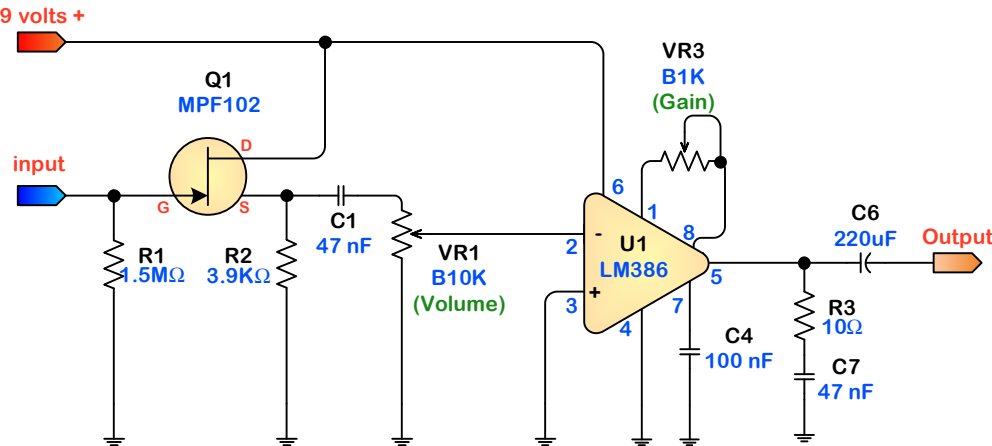 9 volts +
Q1
MPF102
D
input
G
S
R1
1.5MΩ
R2
3.9KΩ
C1
47 nF
VR1
B10K
(Volume)
VR3
B1K
(Gain)
6
1
8
2
-
U1
LM386
5
3
+
4
7
C4
100 nF
C6
220uF
Output
R3
10Ω
C7
47 nF